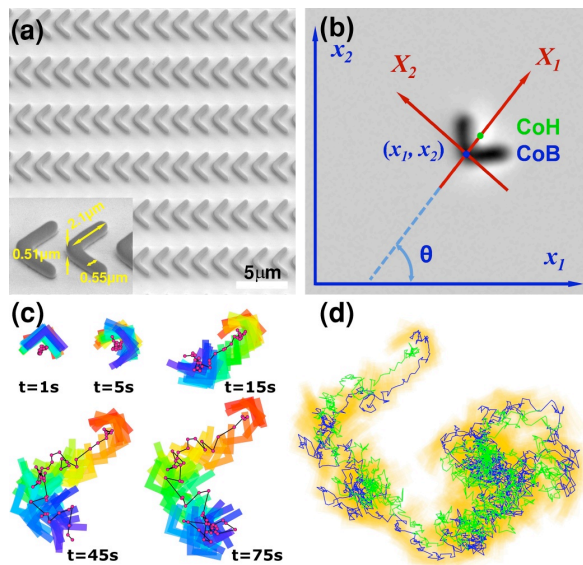 (a)
2.1μm
0.51μm
0.55μm
5μm
(b)
x2
X2
X1
CoH
(x1, x2)
CoB
θ
x1
(c)
t=1s
t=5s
t=15s
t=45s
t=75s
(d)